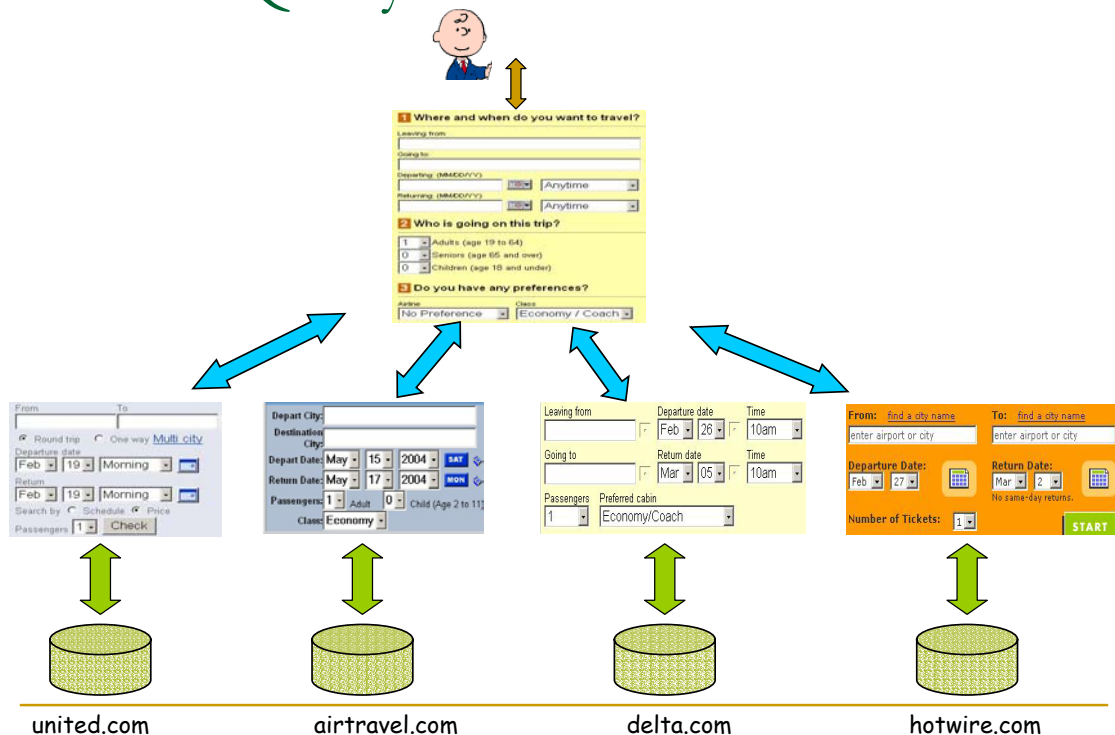 1 Where and when do you want to travel?
Leaving from:
Going to:
Departing: (MM/DD/YY)
Anytime
Returning: (MM/DD/YY)
Anytime
2 Who is going on this trip?
1 Adults (age 19 to 64)
0 Seniors (age 65 and over)
0 Children (age 18 and under)
3 Do you have any preferences?
Airline Class
No Preference Economy / Coach
From To
Round trip One way Multi city
Departure date
Feb 19 Morning
Return
Feb 19 Morning
Search by Schedule Price
Passengers 1 Check
Depart City:
Destination
City:
Depart Date: May 15 2004 SAT
Return Date: May 17 2004 MON
Passengers: 1 Adult 0 Child (Age 2 to 11)
Class: Economy
Leaving from Departure date Time
Feb 26 10am
Going to Return date Time
Mar 05 10am
Passengers Preferred cabin
1 Economy/Coach
From: find a city name To: find a city name
enter airport or city enter airport or city
Departure Date: Return Date:
Feb 27 Mar 2
No same-day returns.
Number of Tickets: 1 START
united.com airtravel.com delta.com hotwire.com